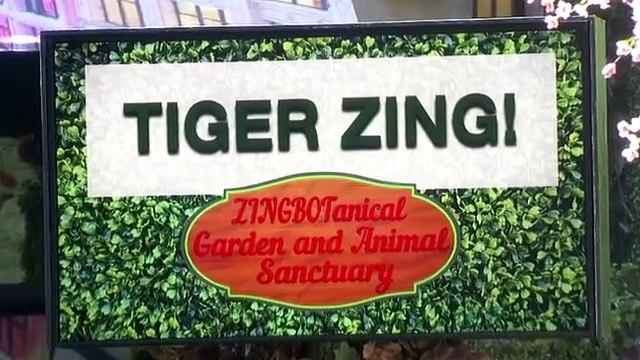 TIGER ZING!
ZINGBOTanical
Garden and Animal
Sanctuary